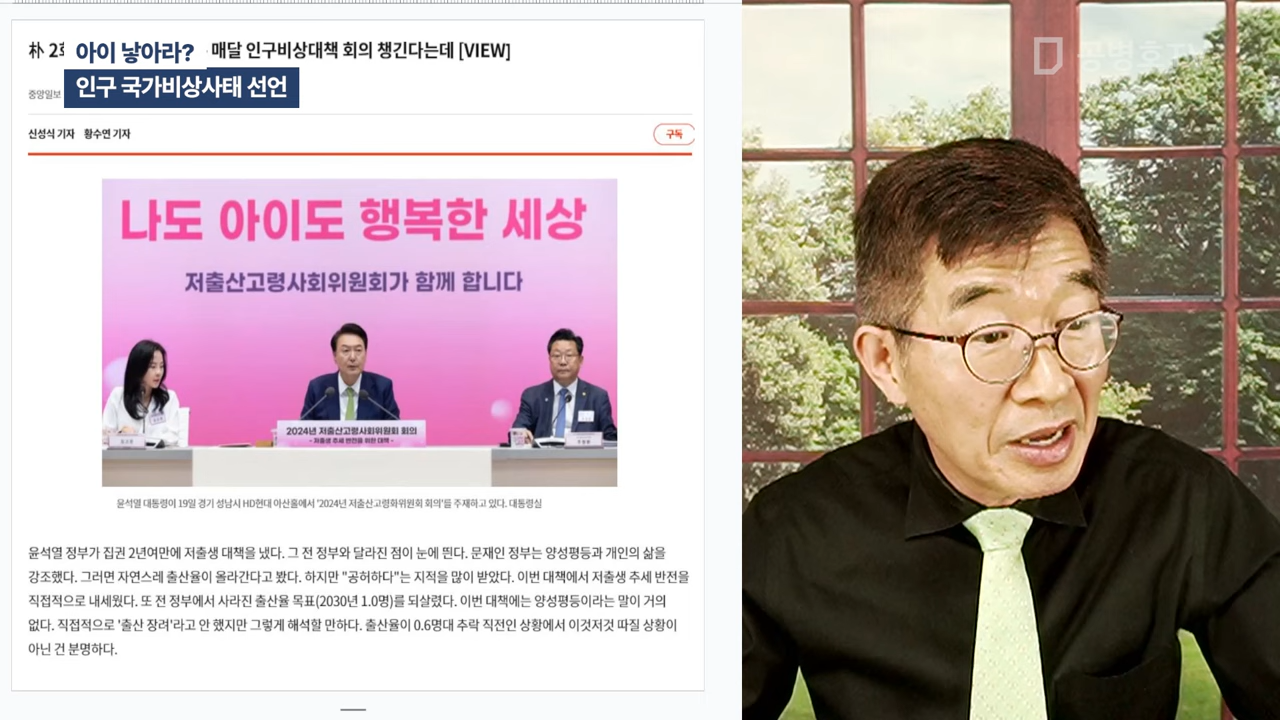 朴 2
아이 낳아라?
매달 인구비상대책 회의 챙긴다는데 [VIEW]
인구 국가비상사태 선언
중앙일보
신성식 기자 황수연 기자
구독
나도 아이도 행복한 세상
저출산고령사회위원회가 함께 합니다
2024년 저출산고령사회위원회 회의
- 저출생 추세 반전을 위한 대책 -
윤석열 대통령이 19일 경기 성남시 HD현대 아산홀에서 '2024년 저출산고령화위원회 회의'를 주재하고 있다. 대통령실
윤석열 정부가 집권 2년여만에 저출생 대책을 냈다. 그 전 정부와 달라진 점이 눈에 띈다. 문재인 정부는 양성평등과 개인의 삶을
강조했다. 그러면 자연스레 출산율이 올라간다고 봤다. 하지만 "공허하다"는 지적을 많이 받았다. 이번 대책에서 저출생 추세 반전을
직접적으로 내세웠다. 또 전 정부에서 사라진 출산율 목표(2030년 1.0명)를 되살렸다. 이번 대책에는 양성평등이라는 말이 거의
없다. 직접적으로 '출산 장려'라고 안 했지만 그렇게 해석할 만하다. 출산율이 0.6명대 추락 직전인 상황에서 이것저것 따질 상황이
아닌 건 분명하다.